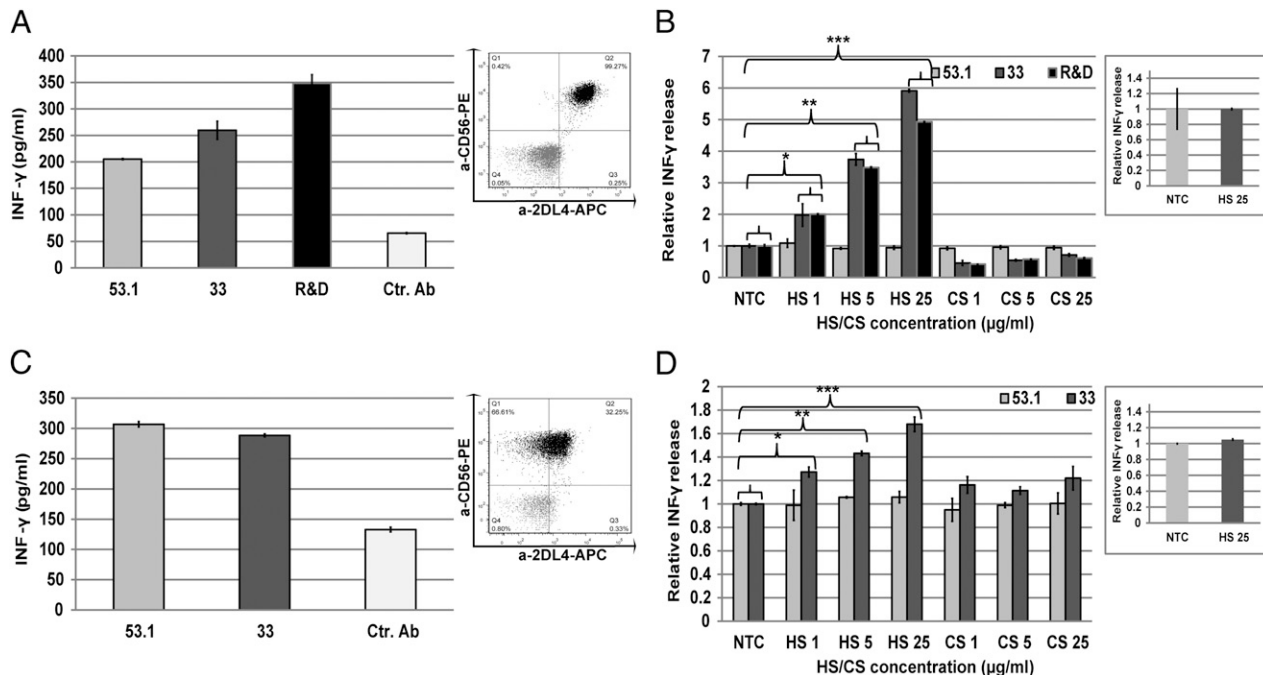 A
INF -γ (pg/ml)
400
350
300
250
200
150
100
50
0
53.1 33 R&D Ctr. Ab
a-CD56-PE
Q1
0.42%
Q2
99.27%
Q4
0.05%
Q3
0.25%
a-2DL4-APC
B
Relative INFγ release
7
6
5
4
3
2
1
0
53.1 33 R&D
*
**
***
NTC HS 1 HS 5 HS 25 CS 1 CS 5 CS 25
HS/CS concentration (µg/ml)
Relative INF-γ release
1.4
1.2
1
0.8
0.6
0.4
0.2
0
NTC HS 25
C
INF -γ (pg/ml)
350
300
250
200
150
100
50
0
53.1 33 Ctr. Ab
a-CD56-PE
Q1
66.61%
Q2
32.25%
Q4
0.80%
Q3
0.33%
a-2DL4-APC
D
Relative INFγ release
2
1.8
1.6
1.4
1.2
1
0.8
0.6
0.4
0.2
0
53.1 33
*
**
***
NTC HS 1 HS 5 HS 25 CS 1 CS 5 CS 25
HS/CS concentration (µg/ml)
Relative INFγ release
1.4
1.2
1
0.8
0.6
0.4
0.2
0
NTC HS 25